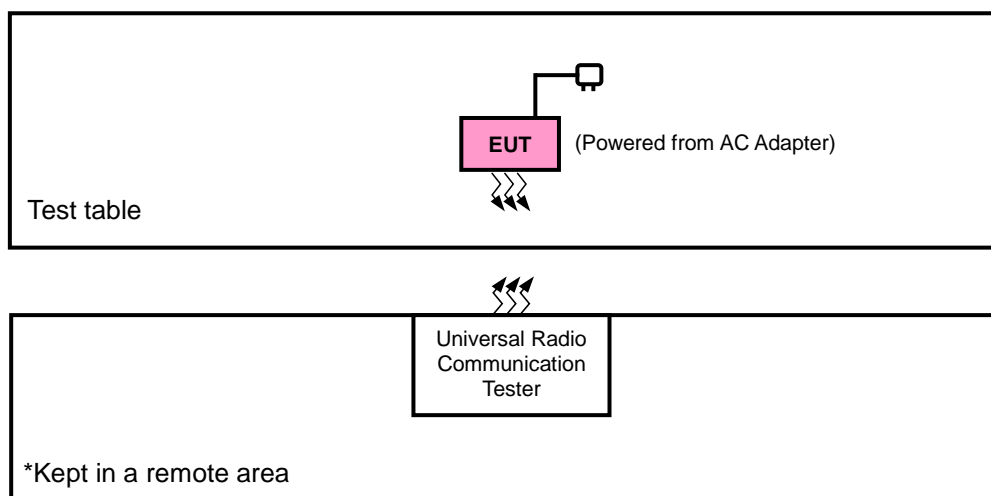 EUT
(Powered from AC Adapter)
Test table
Universal Radio
Communication
Tester
*Kept in a remote area